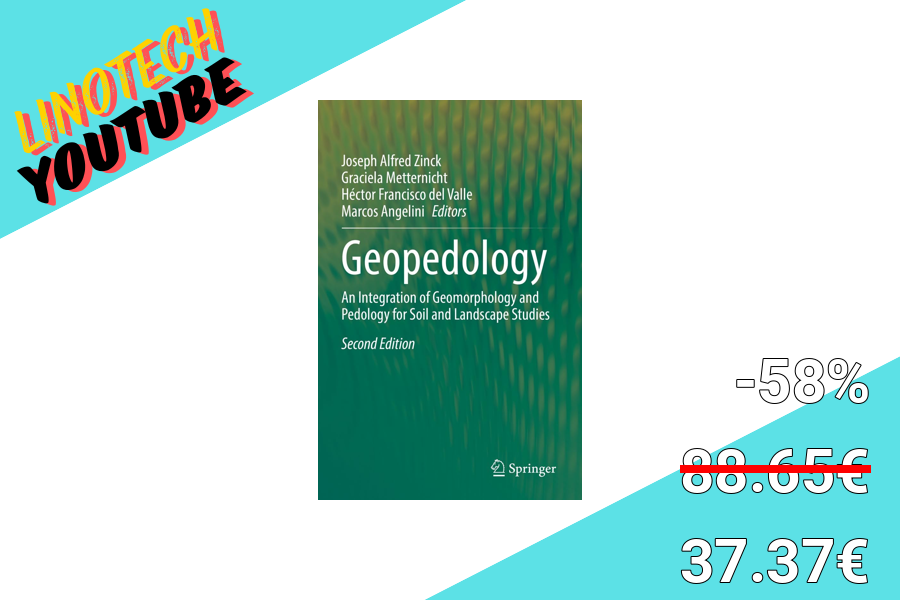 LINOTECH
YOUTUBE
Joseph Alfred Zinck
Graciela Metternicht
Héctor Francisco del Valle
Marcos Angelini Editors
Geopedology
An Integration of Geomorphology and
Pedology for Soil and Landscape Studies
Second Edition
Springer
-58%
88.65€
37.37€